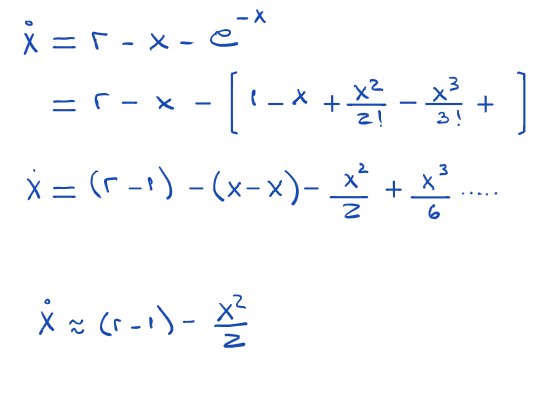 ẋ = r - x - e^{-x}
= r - x - [1 - x + x²/2! - x³/3! + ]
ẋ = (r - 1) - (x - x) - x²/2 + x³/6 .....
ẋ ≈ (r - 1) - x²/2